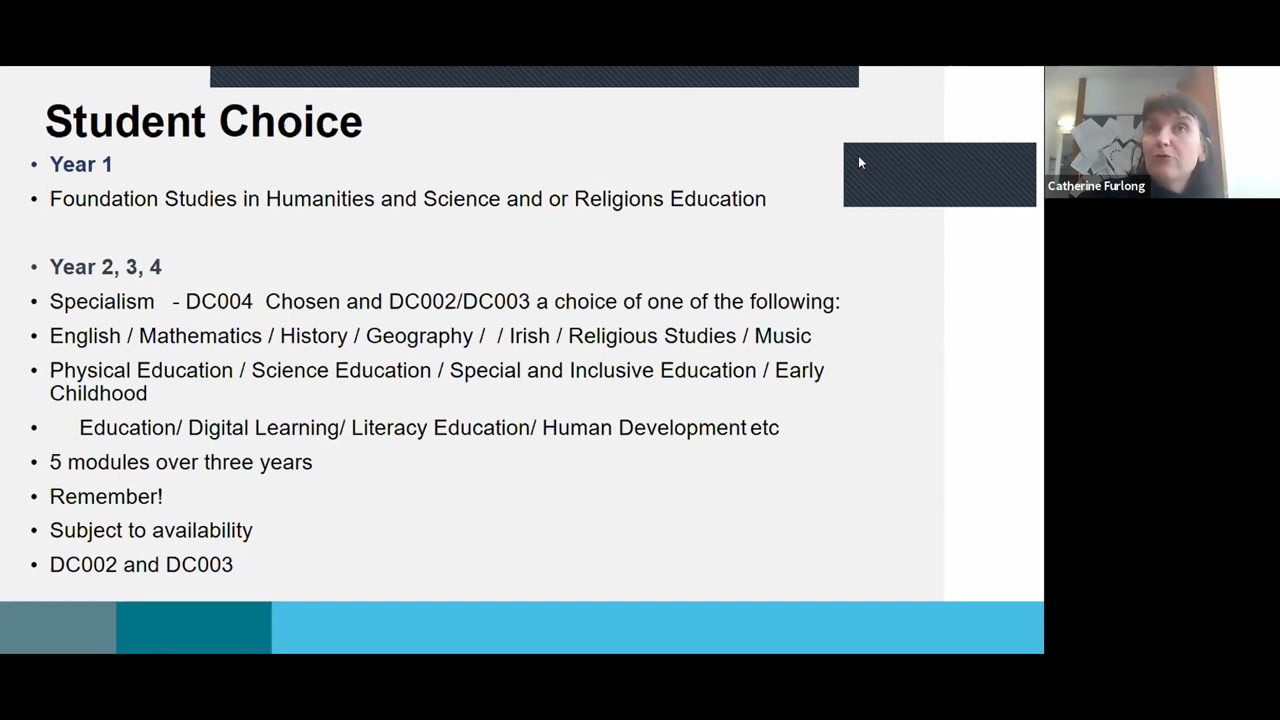 Student Choice
• Year 1
• Foundation Studies in Humanities and Science and or Religions Education
• Year 2, 3, 4
• Specialism - DC004 Chosen and DC002/DC003 a choice of one of the following:
• English / Mathematics / History / Geography / / Irish / Religious Studies / Music
• Physical Education / Science Education / Special and Inclusive Education / Early
Childhood
• Education/ Digital Learning/ Literacy Education/ Human Development etc
• 5 modules over three years
• Remember!
• Subject to availability
• DC002 and DC003
Catherine Furlong